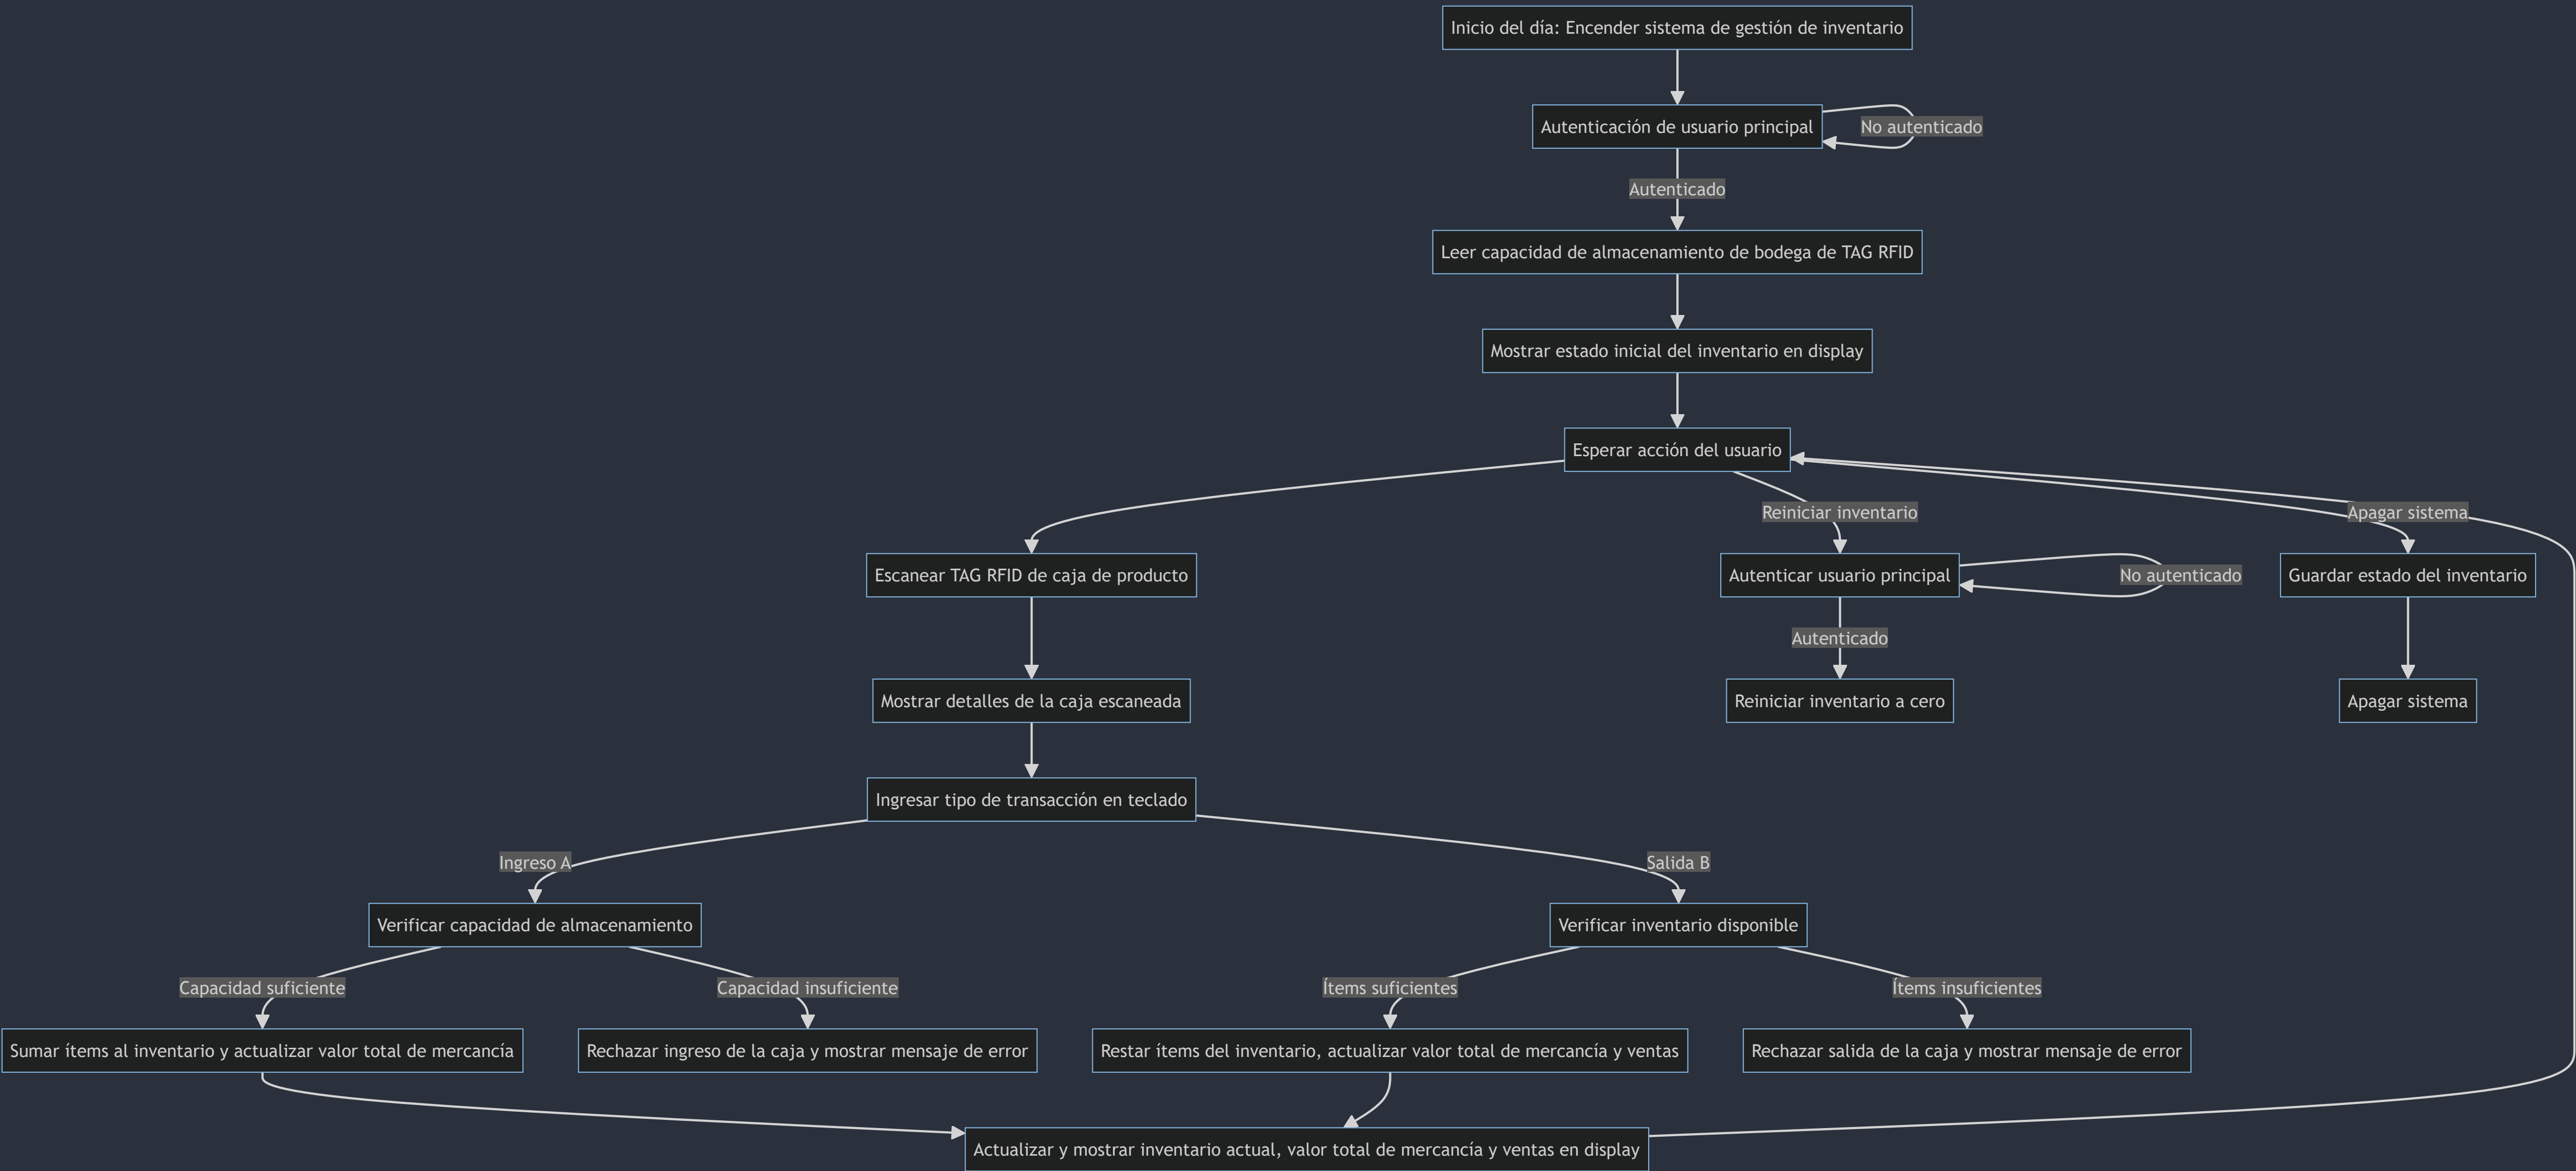 Inicio del día: Encender sistema de gestión de inventario
Autenticación de usuario principal
No autenticado
Autenticado
Leer capacidad de almacenamiento de bodega de TAG RFID
Mostrar estado inicial del inventario en display
Esperar acción del usuario
Reiniciar inventario
Apagar sistema
Escanear TAG RFID de caja de producto
Autenticar usuario principal
No autenticado
Guardar estado del inventario
Autenticado
Mostrar detalles de la caja escaneada
Reiniciar inventario a cero
Apagar sistema
Ingresar tipo de transacción en teclado
Ingreso A
Salida B
Verificar capacidad de almacenamiento
Verificar inventario disponible
Capacidad suficiente
Capacidad insuficiente
Ítems suficientes
Ítems insuficientes
Sumar ítems al inventario y actualizar valor total de mercancía
Rechazar ingreso de la caja y mostrar mensaje de error
Restar ítems del inventario, actualizar valor total de mercancía y ventas
Rechazar salida de la caja y mostrar mensaje de error
Actualizar y mostrar inventario actual, valor total de mercancía y ventas en display